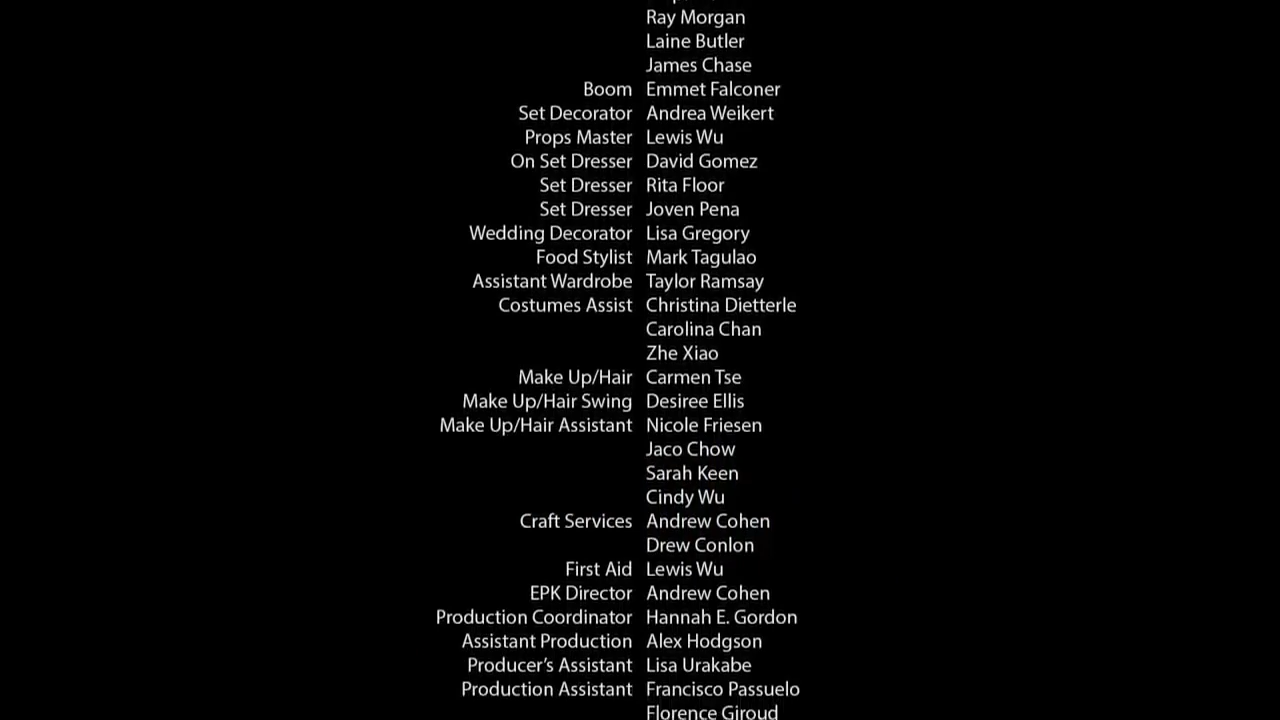 Ray Morgan
Laine Butler
James Chase
Boom Emmet Falconer
Set Decorator Andrea Weikert
Props Master Lewis Wu
On Set Dresser David Gomez
Set Dresser Rita Floor
Set Dresser Joven Pena
Wedding Decorator Lisa Gregory
Food Stylist Mark Tagulao
Assistant Wardrobe Taylor Ramsay
Costumes Assist Christina Dietterle
Carolina Chan
Zhe Xiao
Make Up/Hair Carmen Tse
Make Up/Hair Swing Desiree Ellis
Make Up/Hair Assistant Nicole Friesen
Jaco Chow
Sarah Keen
Cindy Wu
Craft Services Andrew Cohen
Drew Conlon
First Aid Lewis Wu
EPK Director Andrew Cohen
Production Coordinator Hannah E. Gordon
Assistant Production Alex Hodgson
Producer’s Assistant Lisa Urakabe
Production Assistant Francisco Passuelo
Florence Giroud